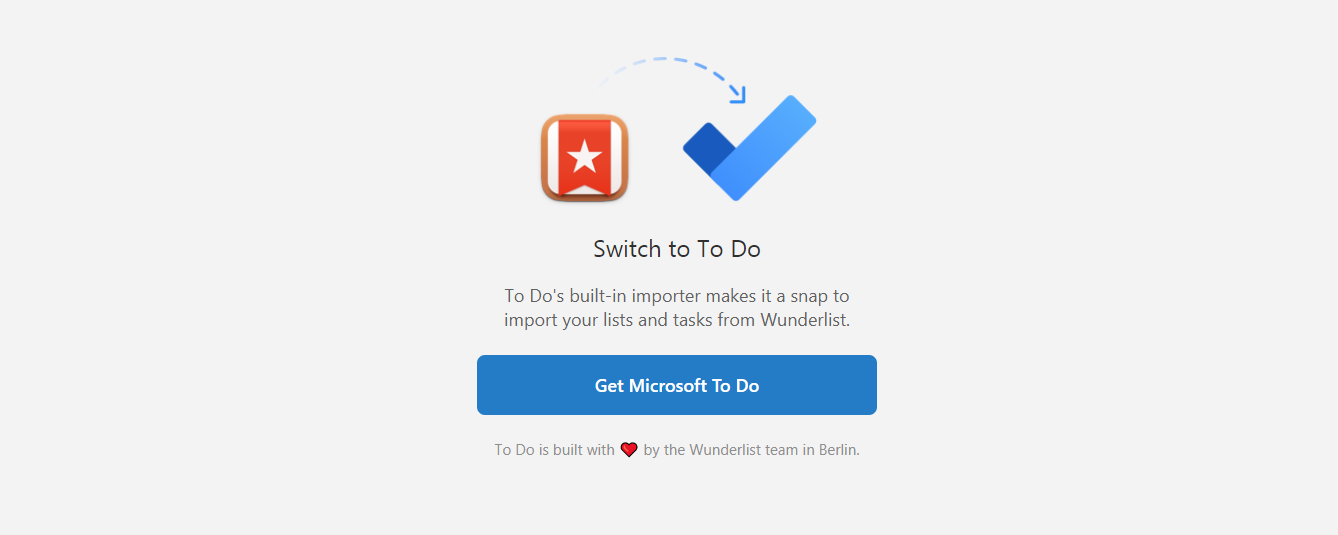 Switch to To Do
To Do's built-in importer makes it a snap to
import your lists and tasks from Wunderlist.
Get Microsoft To Do
To Do is built with ❤ by the Wunderlist team in Berlin.